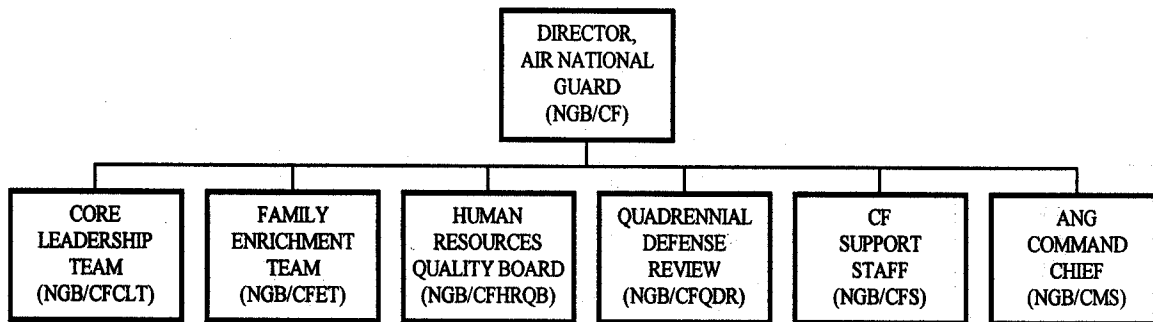 DIRECTOR,
AIR NATIONAL
GUARD
(NGB/CF)
CORE
LEADERSHIP
TEAM
(NGB/CFCLT)
FAMILY
ENRICHMENT
TEAM
(NGB/CFET)
HUMAN
RESOURCES
QUALITY BOARD
(NGB/CFHRQB)
QUADRENNIAL
DEFENSE
REVIEW
(NGB/CFQDR)
CF
SUPPORT
STAFF
(NGB/CFS)
ANG
COMMAND
CHIEF
(NGB/CMS)